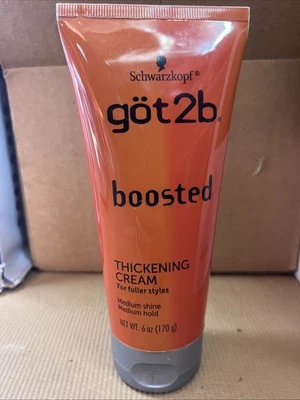 Schwarzkopf®
göt2b®
boosted
THICKENING
CREAM
For fuller styles
Medium shine
Medium hold
NET WT. 6 oz (170 g)